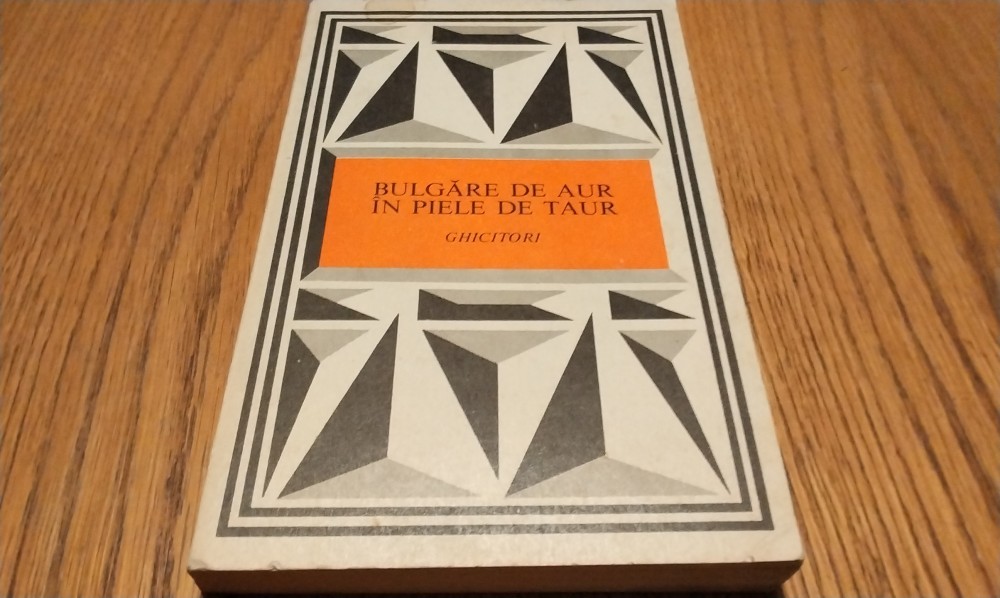 BULGĂRE DE AUR
ÎN PIELE DE TAUR
GHICITORI